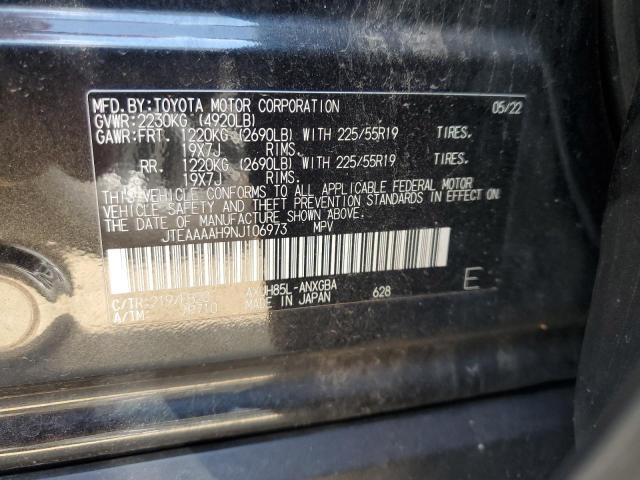 MFD.BY:TOYOTA MOTOR CORPORATION 05/22
GVWR:2230KG (4920LB)
GAWR:FRT. 1220KG (2690LB) WITH 225/55R19 TIRES.
19X7J RIMS.
RR. 1220KG (2690LB) WITH 225/55R19 TIRES.
19X7J RIMS.
THIS VEHICLE CONFORMS TO ALL APPLICABLE FEDERAL MOTOR
VEHICLE SAFETY AND THEFT PREVENTION STANDARDS IN EFFECT ON
THE DATE OF MANUFACTURE SHOWN ABOVE.
JTEAAAAH9NJ106973 MPV
C/TR:219/ AXUH85L-ANXGBA 628 E
A/TM: MADE IN JAPAN